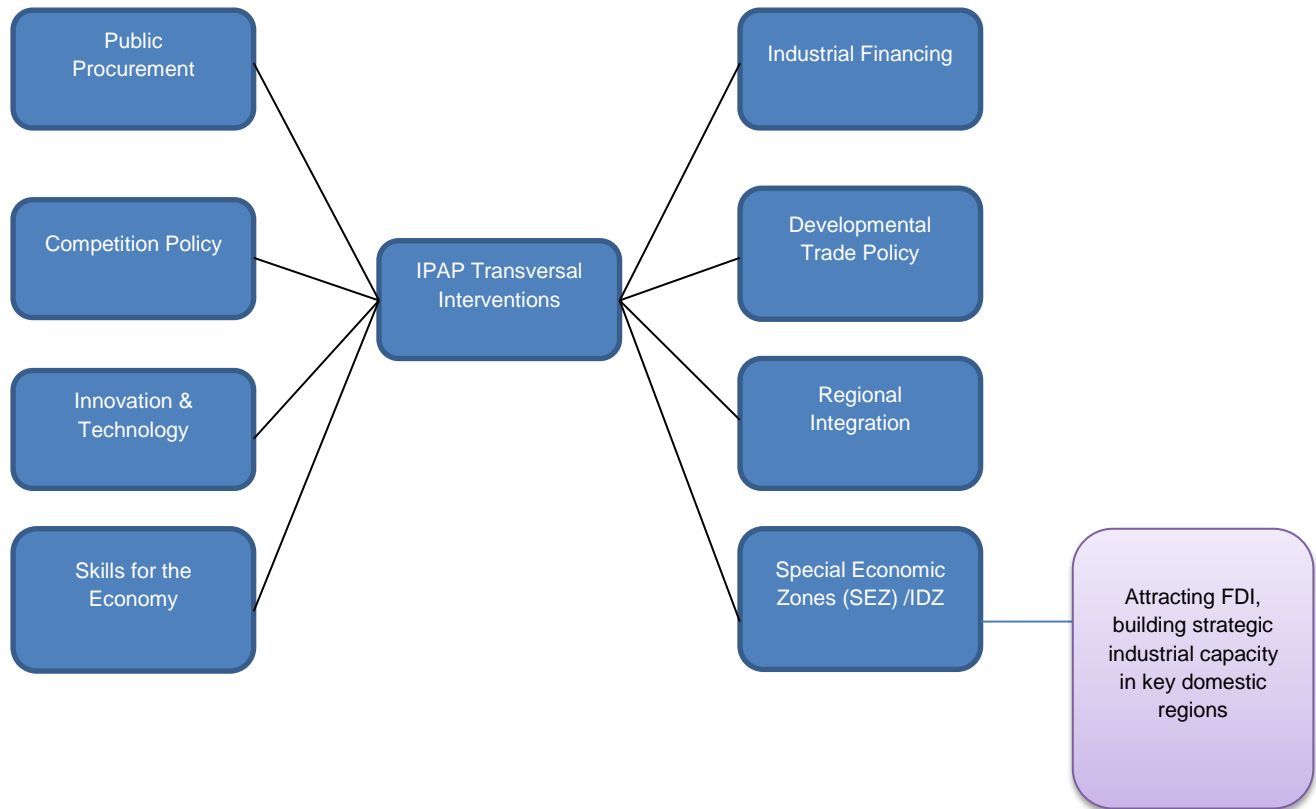 Public
Procurement
Industrial Financing
Competition Policy
Developmental
Trade Policy
IPAP Transversal
Interventions
Innovation &
Technology
Regional
Integration
Skills for the
Economy
Special Economic
Zones (SEZ) /IDZ
Attracting FDI,
building strategic
industrial capacity
in key domestic
regions